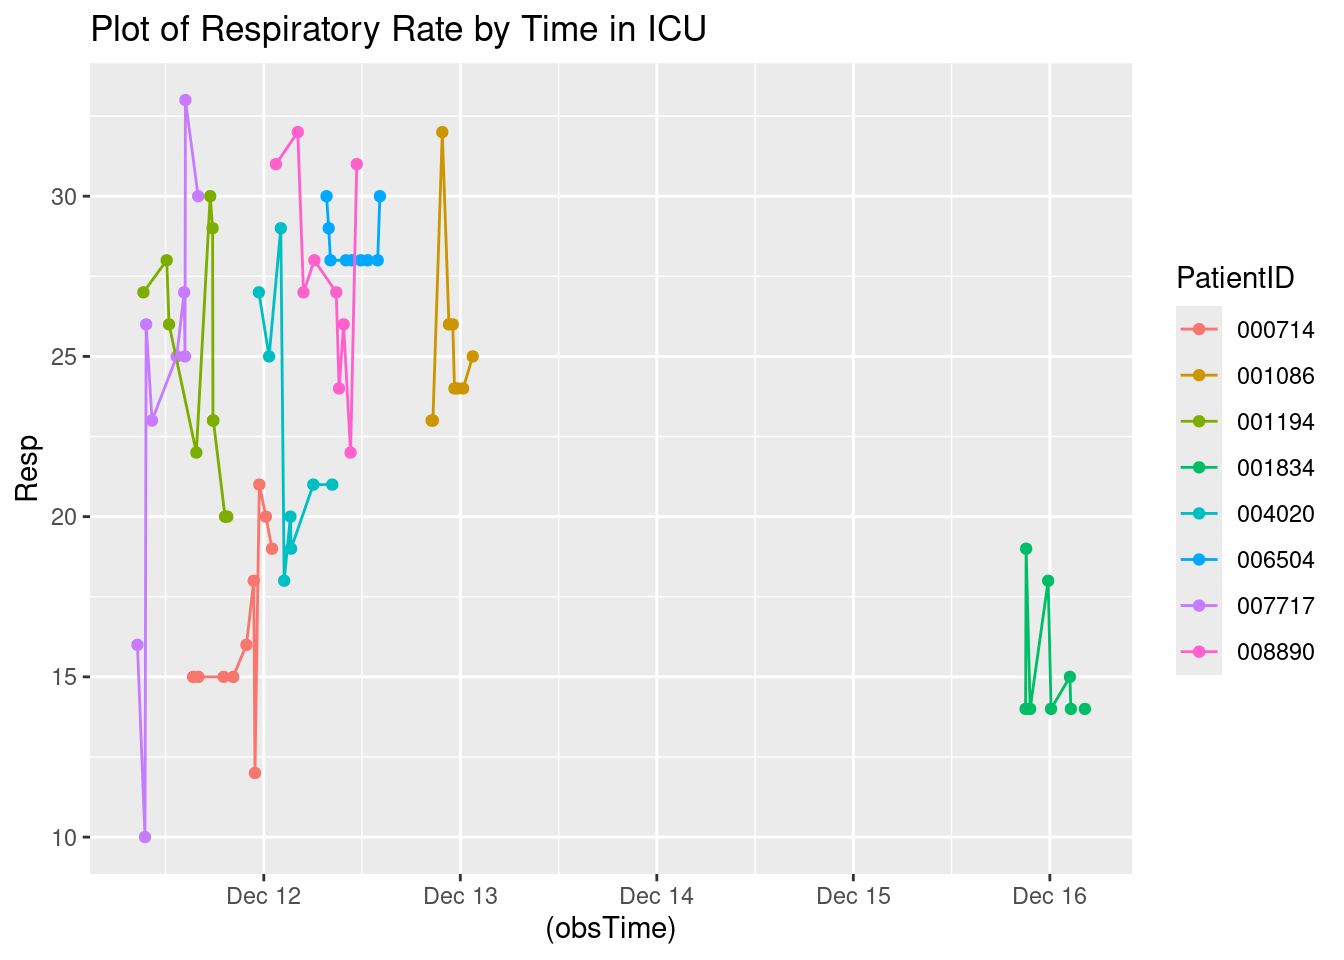 Plot of Respiratory Rate by Time in ICU
Resp
30
25
20
15
10
Dec 12
Dec 13
Dec 14
Dec 15
Dec 16
(obsTime)
PatientID
000714
001086
001194
001834
004020
006504
007717
008890